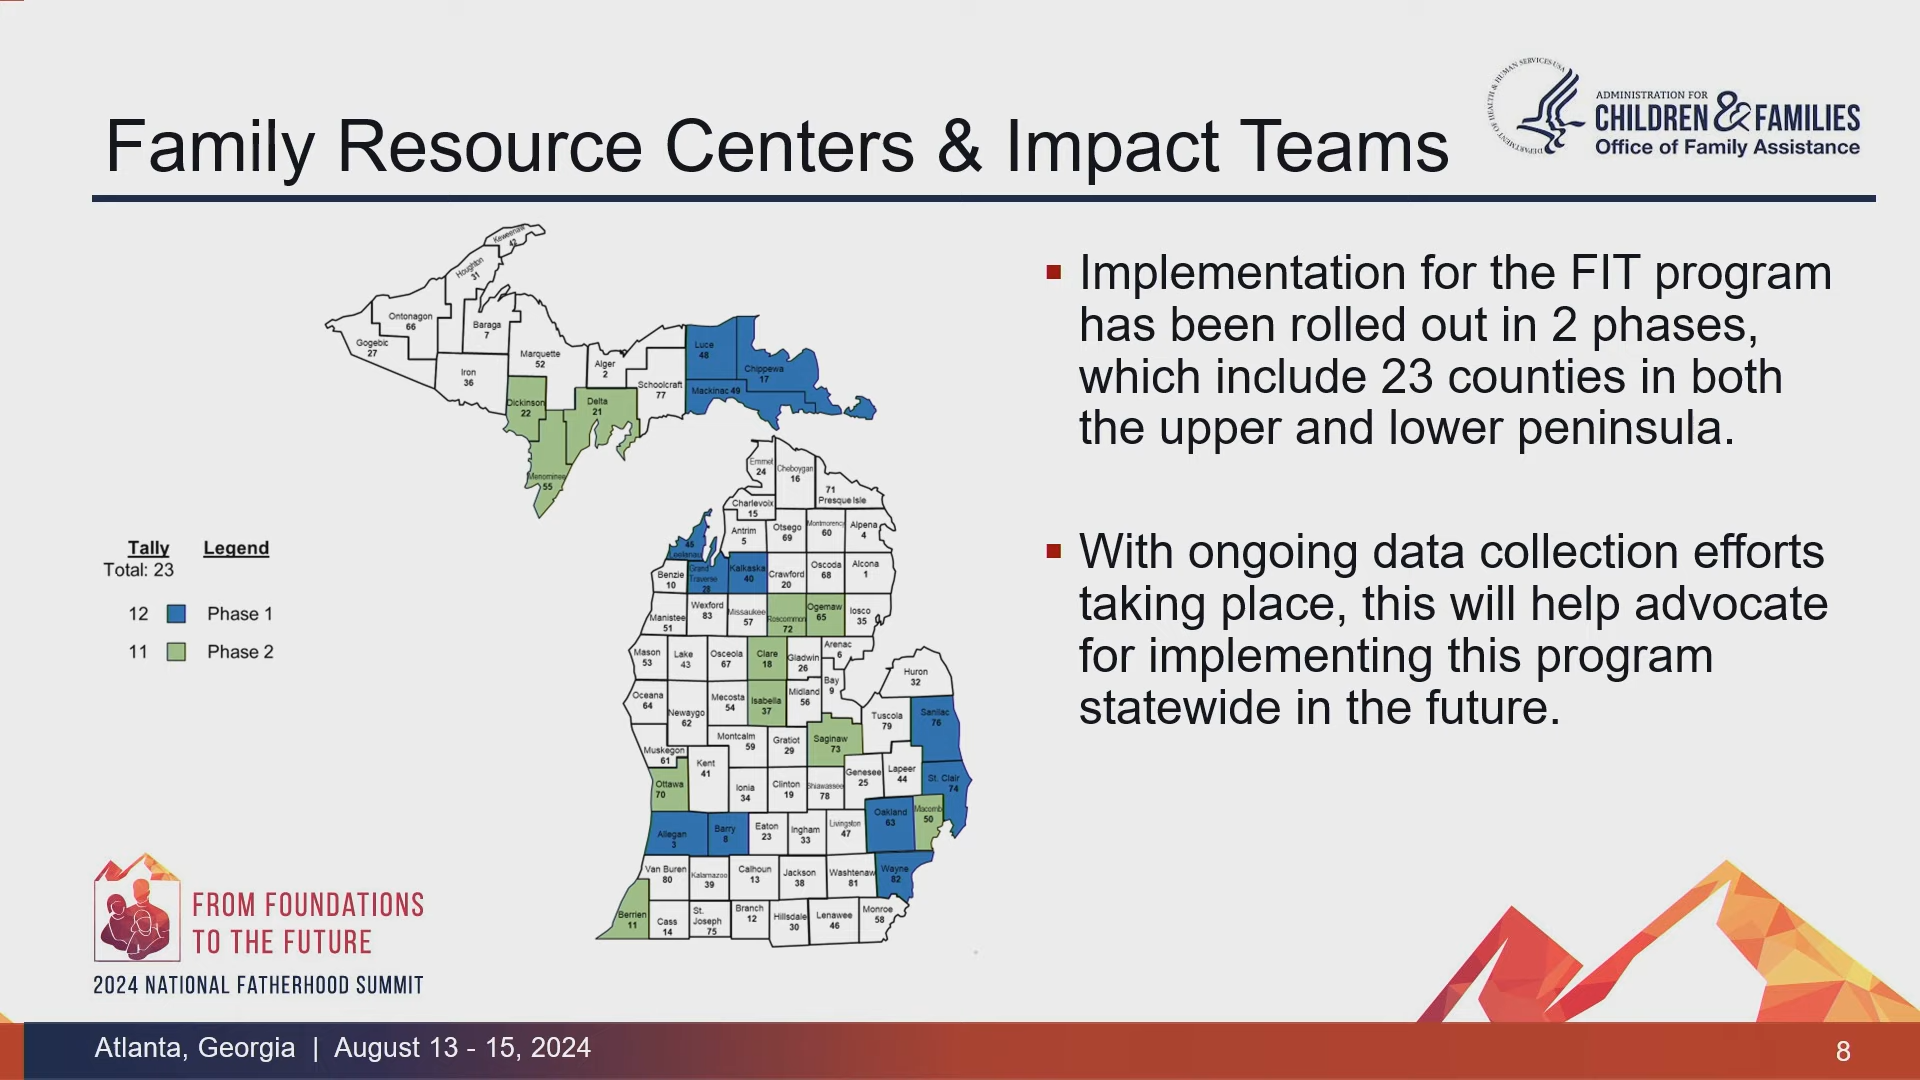 Family Resource Centers & Impact Teams
DEPARTMENT OF HEALTH & HUMAN SERVICES · USA
ADMINISTRATION FOR
CHILDREN & FAMILIES
Office of Family Assistance
Implementation for the FIT program
has been rolled out in 2 phases,
which include 23 counties in both
the upper and lower peninsula.
With ongoing data collection efforts
taking place, this will help advocate
for implementing this program
statewide in the future.
Keweenaw
42
Houghton
31
Ontonagon
66
Baraga
7
Gogebic
27
Iron
36
Marquette
52
Alger
2
Luce
48
Chippewa
17
Mackinac 49
Schoolcraft
77
Dickinson
22
Delta
21
Menominee
55
Emmet
24
Cheboygan
16
71
Presque Isle
Charlevoix
15
Antrim
5
Otsego
69
Montmorency
60
Alpena
4
45
Leelanau
Benzie
10
Grand
Traverse
28
Kalkaska
40
Crawford
20
Oscoda
68
Alcona
1
Manistee
51
Wexford
83
Missaukee
57
Roscommon
72
Ogemaw
65
Iosco
35
Mason
53
Lake
43
Osceola
67
Clare
18
Gladwin
26
Arenac
6
Huron
32
Oceana
64
Newaygo
62
Mecosta
54
Isabella
37
Midland
56
Bay
9
Tuscola
79
Sanilac
76
Muskegon
61
Montcalm
59
Gratiot
29
Saginaw
73
Ottawa
70
Kent
41
Ionia
34
Clinton
19
Shiawassee
78
Genesee
25
Lapeer
44
St. Clair
74
Allegan
3
Barry
8
Eaton
23
Ingham
33
Livingston
47
Oakland
63
Macomb
50
Van Buren
80
Kalamazoo
39
Calhoun
13
Jackson
38
Washtenaw
81
Wayne
82
Berrien
11
Cass
14
St.
Joseph
75
Branch
12
Hillsdale
30
Lenawee
46
Monroe
58
Tally Legend
Total: 23
12 Phase 1
11 Phase 2
FROM FOUNDATIONS
TO THE FUTURE
2024 NATIONAL FATHERHOOD SUMMIT
Atlanta, Georgia | August 13 - 15, 2024
8